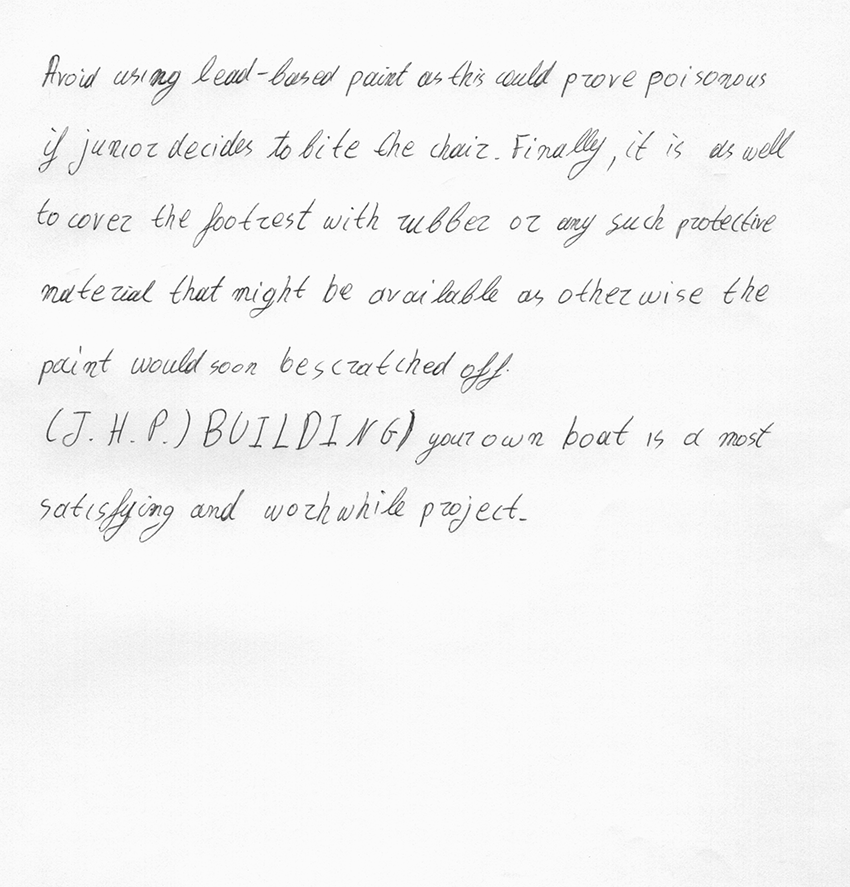 Avoid using lead-based paint as this could prove poisonous
if junior decides to bite the chair. Finally, it is as well
to cover the footrest with rubber or any such protective
material that might be available as otherwise the
paint would soon be scratched off.
(J.H.P.) BUILDING) your own boat is a most
satisfying and worhwhile project.